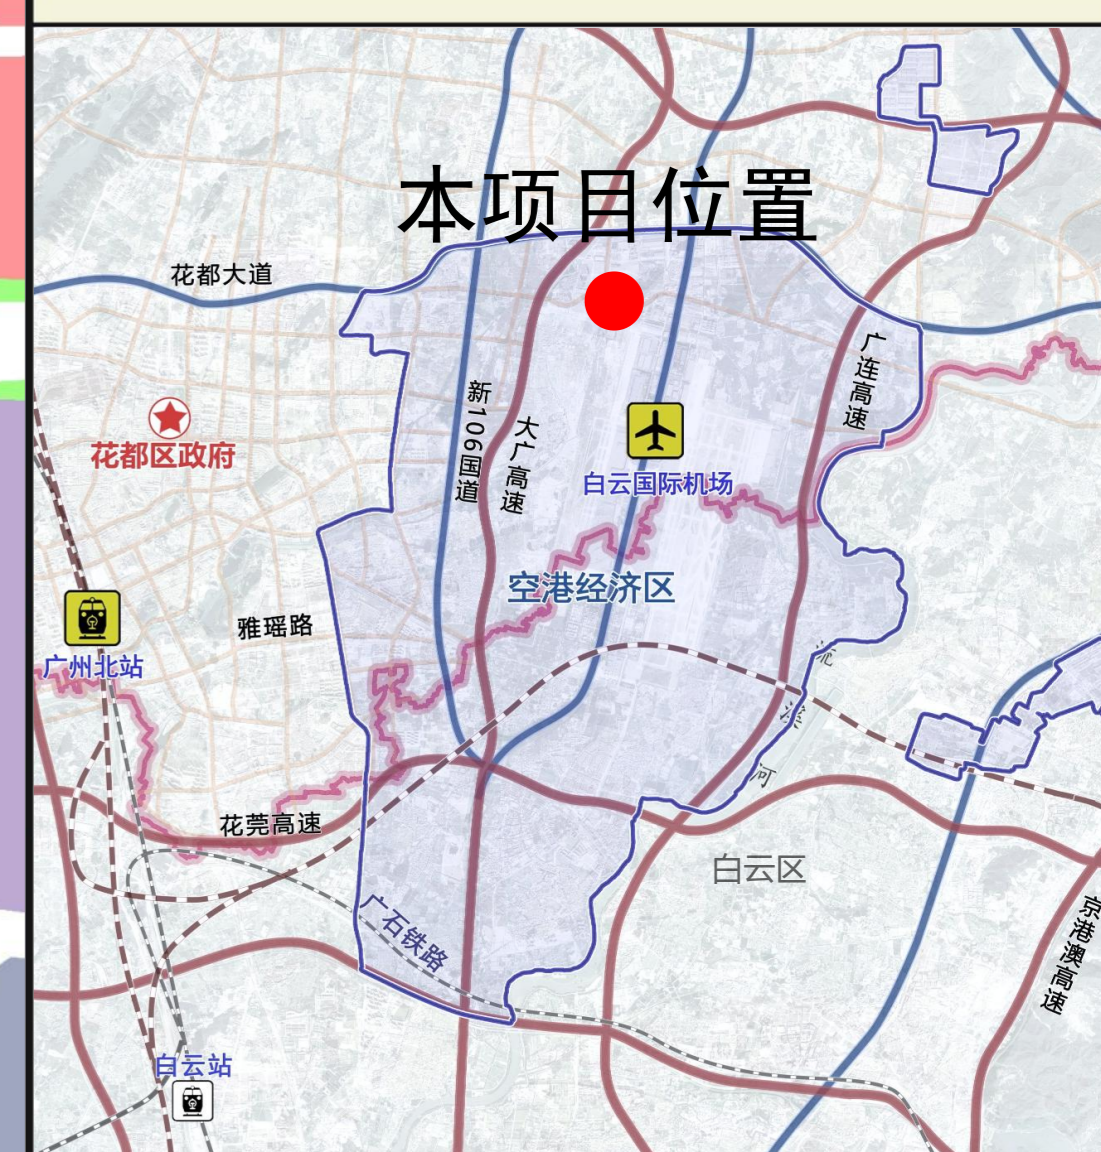 本项目位置
花都大道
广连高速
新106国道
大广高速
花都区政府
白云国际机场
空港经济区
雅瑶路
广州北站
流
溪
河
花莞高速
白云区
广石铁路
京港澳高速
白云站